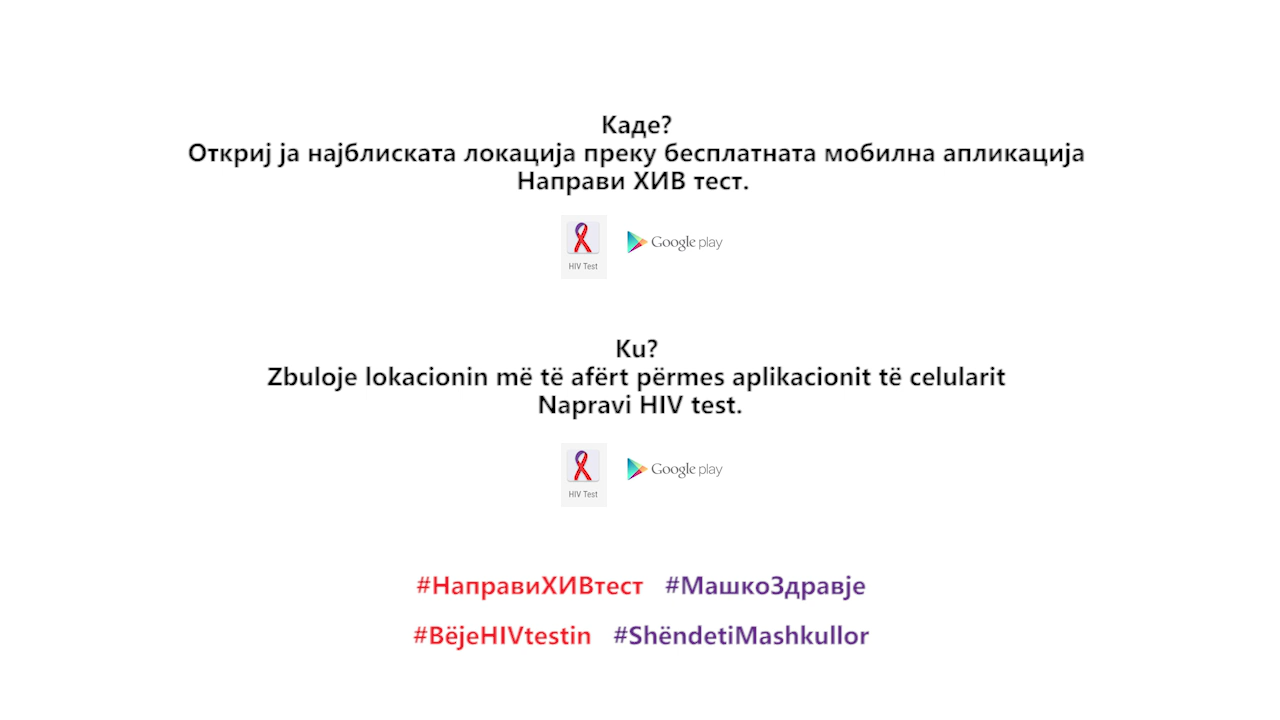 Каде?
Откриј ја најблиската локација преку бесплатната мобилна апликација
Направи ХИВ тест.
HIV Test
Google play
Ku?
Zbuloje lokacionin më të afërt përmes aplikacionit të celularit
Napravi HIV test.
HIV Test
Google play
#НаправиХИВтест #МашкоЗдравје
#BëjeHIVtestin #ShëndetiMashkullor